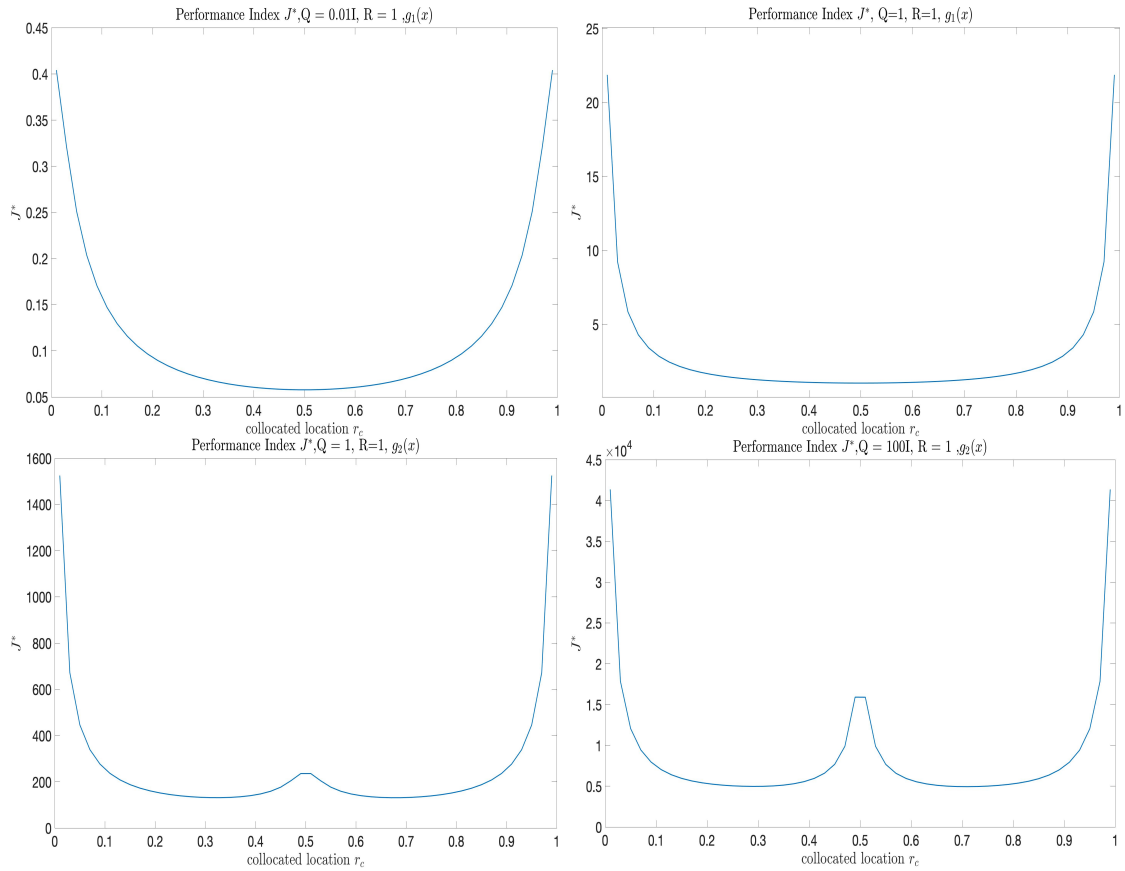 Performance Index J*,Q = 0.01I, R = 1 ,g₁(x)
0.45
0.4
0.35
0.3
0.25
0.2
0.15
0.1
0.05
J*
0 0.1 0.2 0.3 0.4 0.5 0.6 0.7 0.8 0.9 1
collocated location r_c
Performance Index J*, Q=1, R=1, g₁(x)
25
20
15
10
5
J*
0 0.1 0.2 0.3 0.4 0.5 0.6 0.7 0.8 0.9 1
collocated location r_c
Performance Index J*,Q = 1, R=1, g₂(x)
1600
1400
1200
1000
800
600
400
200
0
J*
0 0.1 0.2 0.3 0.4 0.5 0.6 0.7 0.8 0.9 1
collocated location r_c
Performance Index J*,Q = 100I, R = 1 ,g₂(x)
×10⁴
4.5
4
3.5
3
2.5
2
1.5
1
0.5
0
J*
0 0.1 0.2 0.3 0.4 0.5 0.6 0.7 0.8 0.9 1
collocated location r_c